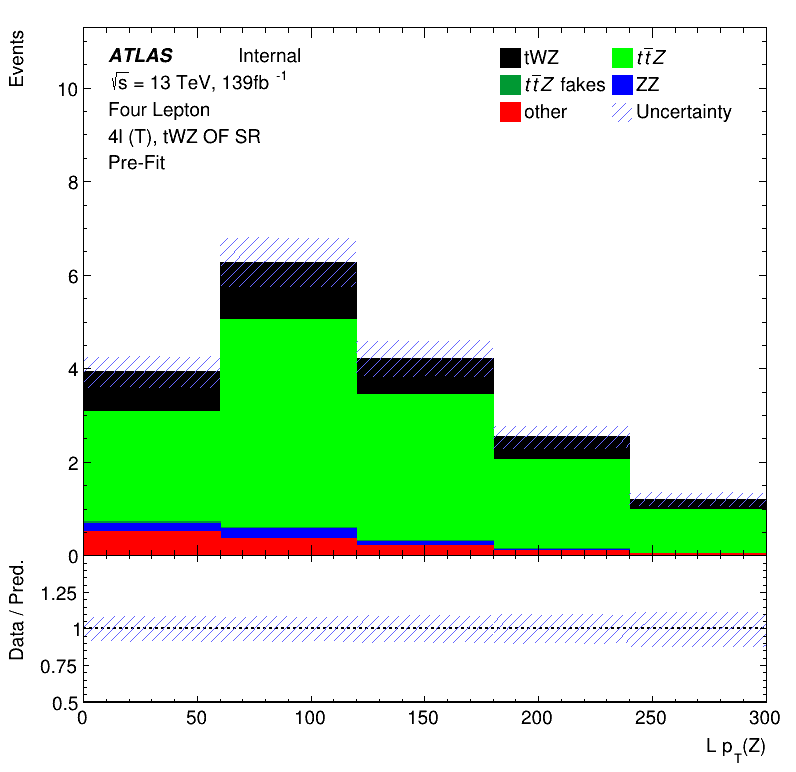 Events
ATLAS Internal
√s = 13 TeV, 139fb⁻¹
Four Lepton
4l (T), tWZ OF SR
Pre-Fit
tWZ
tt̄Z
tt̄Z fakes
ZZ
other
Uncertainty
10
8
6
4
2
0
Data / Pred.
1.25
1
0.75
0.5
0 50 100 150 200 250 300
L p_T(Z)